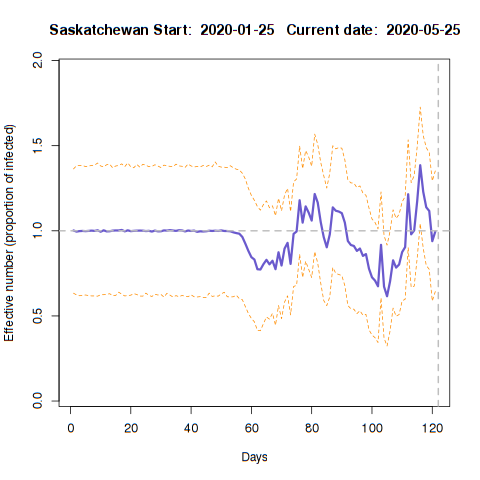 Saskatchewan Start: 2020-01-25 Current date: 2020-05-25
Effective number (proportion of infected)
2.0
1.5
1.0
0.5
0.0
0 20 40 60 80 100 120
Days